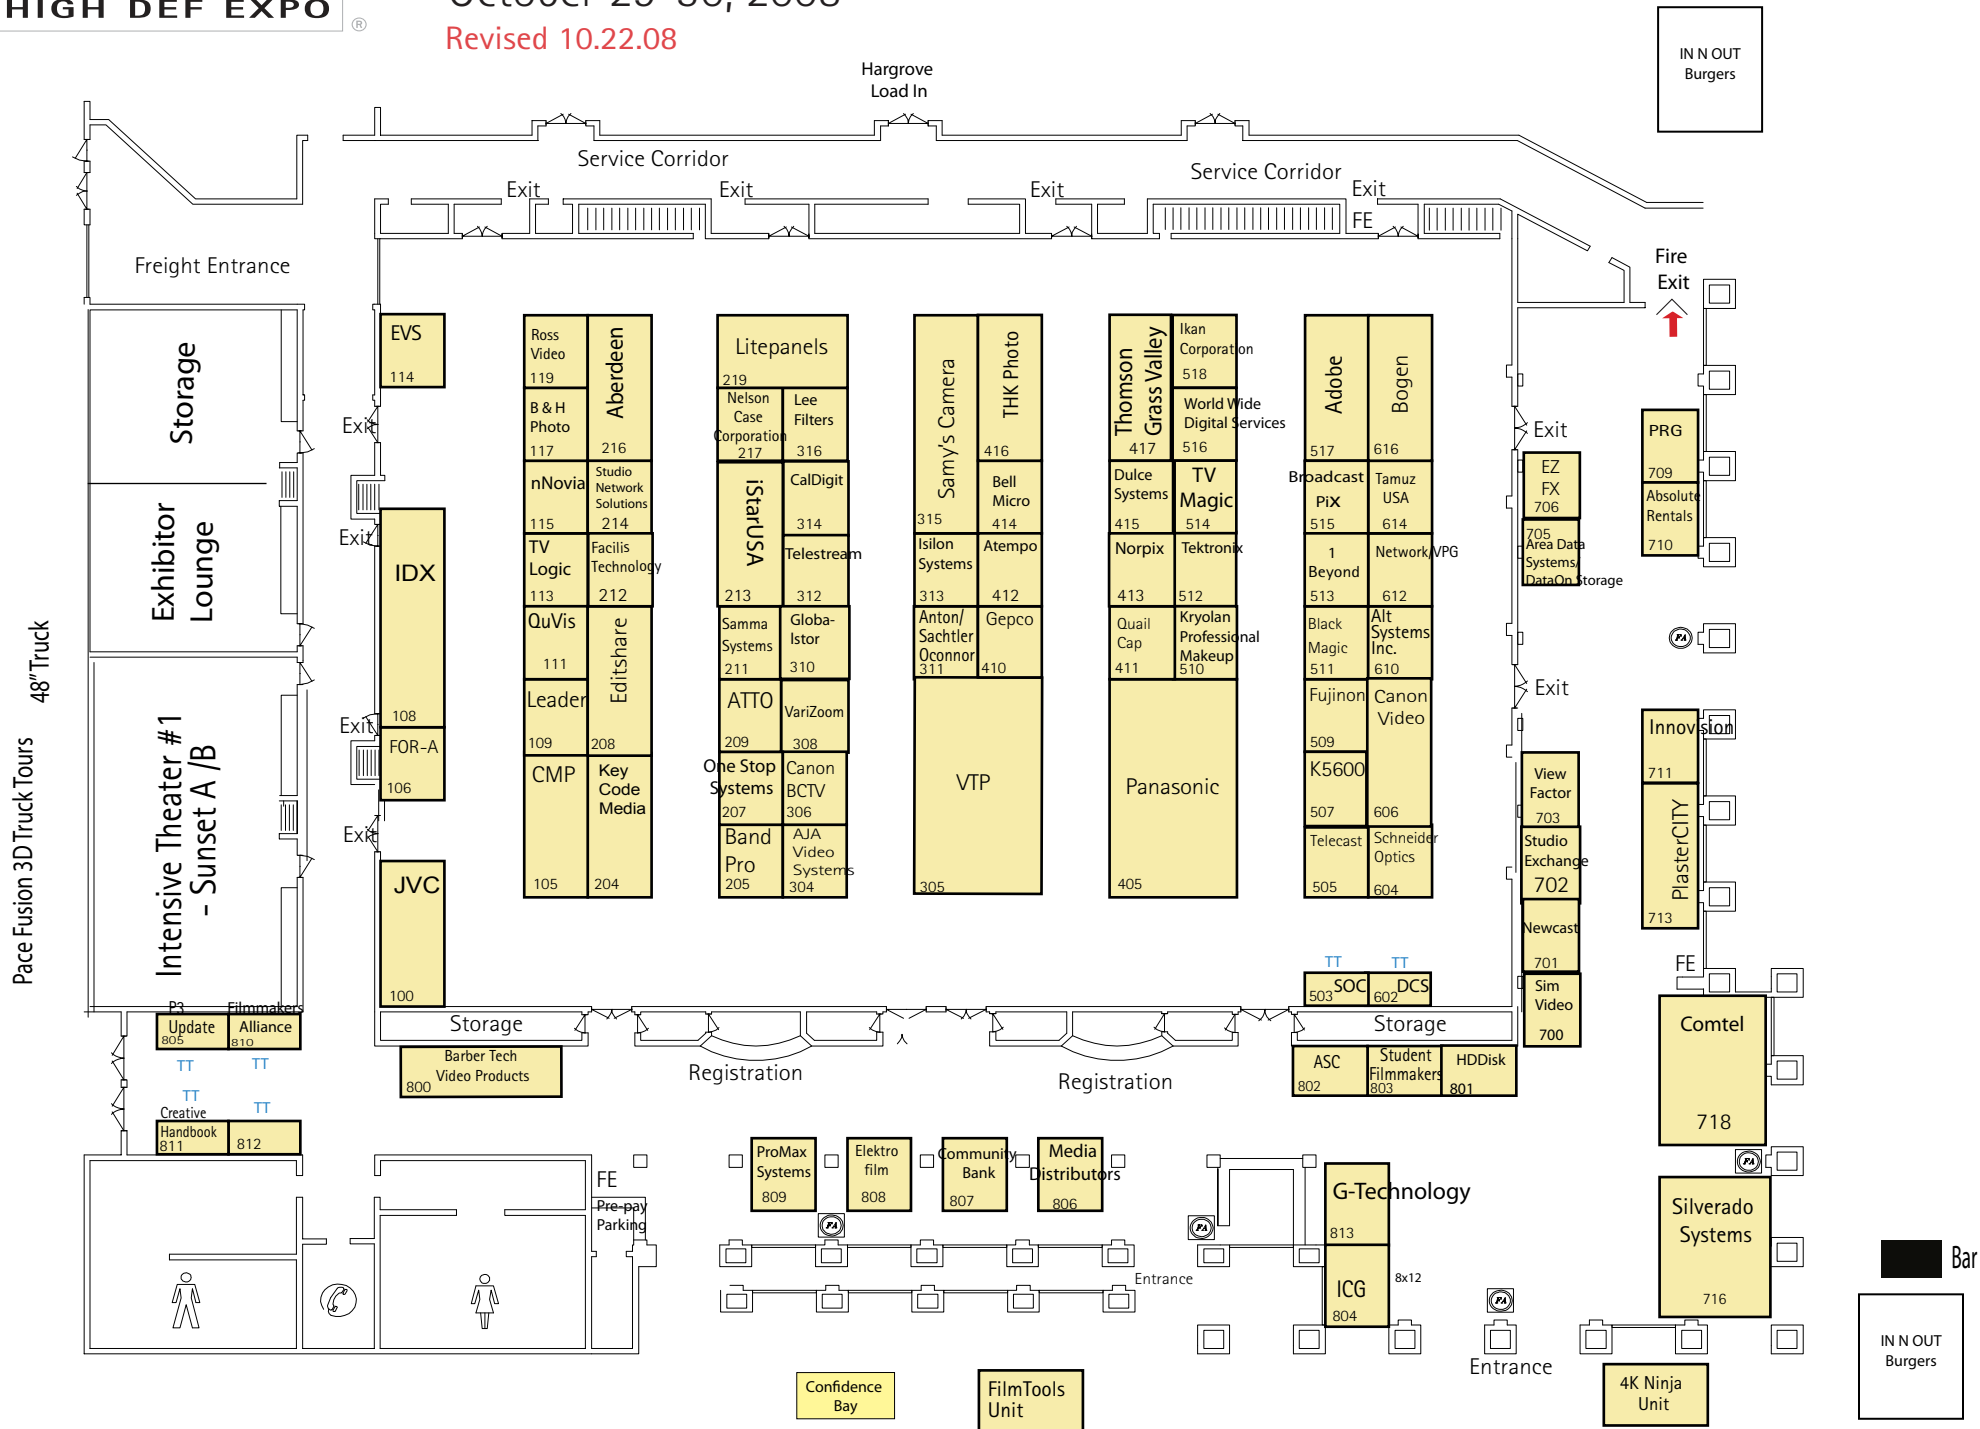 HIGH DEF EXPO
®
Revised 10.22.08
IN N OUT
Burgers
Hargrove
Load In
Service Corridor
Service Corridor
Exit
Exit
Exit
Exit
FE
Freight Entrance
Fire
Exit
Storage
Exhibitor
Lounge
Intensive Theater #1
- Sunset A /B
48"Truck
Pace Fusion 3D Truck Tours
EVS
114
Exit
Exit
IDX
108
Exit
FOR-A
106
Exit
JVC
100
Ross
Video
119
B & H
Photo
117
nNovia
115
TV
Logic
113
QuVis
111
Leader
109
CMP
105
Aberdeen
216
Studio
Network
Solutions
214
Facilis
Technology
212
Editshare
208
Key
Code
Media
204
Litepanels
219
Nelson
Case
Corporation
217
Lee
Filters
316
iStarUSA
213
CalDigit
314
Telestream
312
Samma
Systems
211
Globa-
lstor
310
ATTO
209
VariZoom
308
One Stop
Systems
207
Canon
BCTV
306
Band
Pro
205
AJA
Video
Systems
304
Samy's Camera
315
THK Photo
416
Bell
Micro
414
Isilon
Systems
313
Atempo
412
Anton/
Sachtler
Oconnor
311
Gepco
410
VTP
305
Thomson
Grass Valley
417
Ikan
Corporation
518
World Wide
Digital Services
516
Dulce
Systems
415
TV
Magic
514
Norpix
413
Tektronix
512
Quail
Cap
411
Kryolan
Professional
Makeup
510
Panasonic
405
Adobe
517
Bogen
616
Broadcast
PiX
515
Tamuz
USA
614
1
Beyond
513
Network/VPG
612
Black
Magic
511
Alt
Systems
Inc.
610
Fujinon
509
Canon
Video
606
K5600
507
Telecast
505
Schneider
Optics
604
TT
TT
503 SOC
602 DCS
Exit
EZ
FX
706
705
Area Data
Systems/
DataOn Storage
Exit
View
Factor
703
Studio
Exchange
702
Newcast
701
Sim
Video
700
PRG
709
Absolute
Rentals
710
FA
Innovision
711
PlasterCITY
713
FE
Comtel
718
FA
Silverado
Systems
716
P3
Update
805
Filmmakers
Alliance
810
TT
TT
TT
TT
Creative
Handbook
811
812
Storage
Storage
Barber Tech
Video Products
800
Registration
Registration
ASC
802
Student
Filmmakers
803
HDDisk
801
FE
Pre-pay
Parking
ProMax
Systems
809
Elektro
film
808
Community
Bank
807
Media
Distributors
806
FA
FA
G-Technology
813
ICG
804
8x12
Entrance
FA
Entrance
Bar
IN N OUT
Burgers
Confidence
Bay
FilmTools
Unit
4K Ninja
Unit